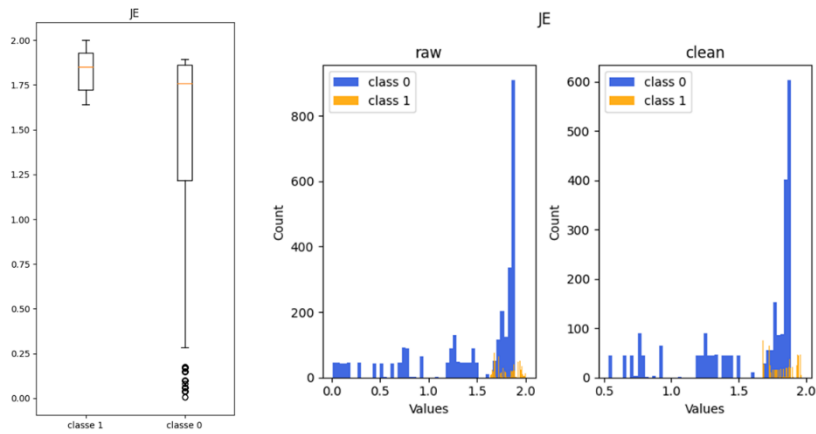 JE
2.00
1.75
1.50
1.25
1.00
0.75
0.50
0.25
0.00
classe 1
classe 0
JE
raw
class 0
class 1
Count
800
600
400
200
0
0.0
0.5
1.0
1.5
2.0
Values
clean
class 0
class 1
Count
600
500
400
300
200
100
0
0.5
1.0
1.5
2.0
Values